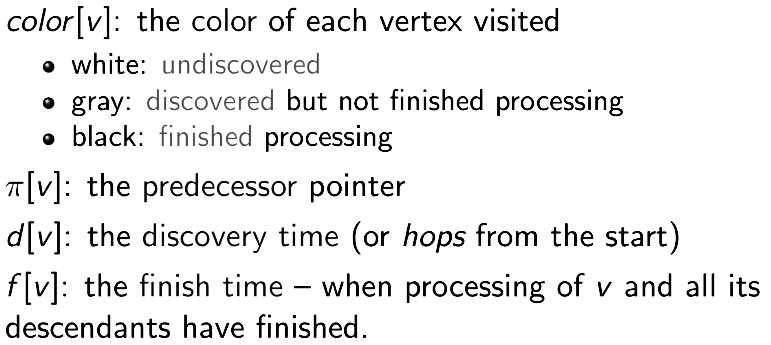 color[v]: the color of each vertex visited
• white: undiscovered
• gray: discovered but not finished processing
• black: finished processing
π[v]: the predecessor pointer
d[v]: the discovery time (or hops from the start)
f[v]: the finish time – when processing of v and all its
descendants have finished.